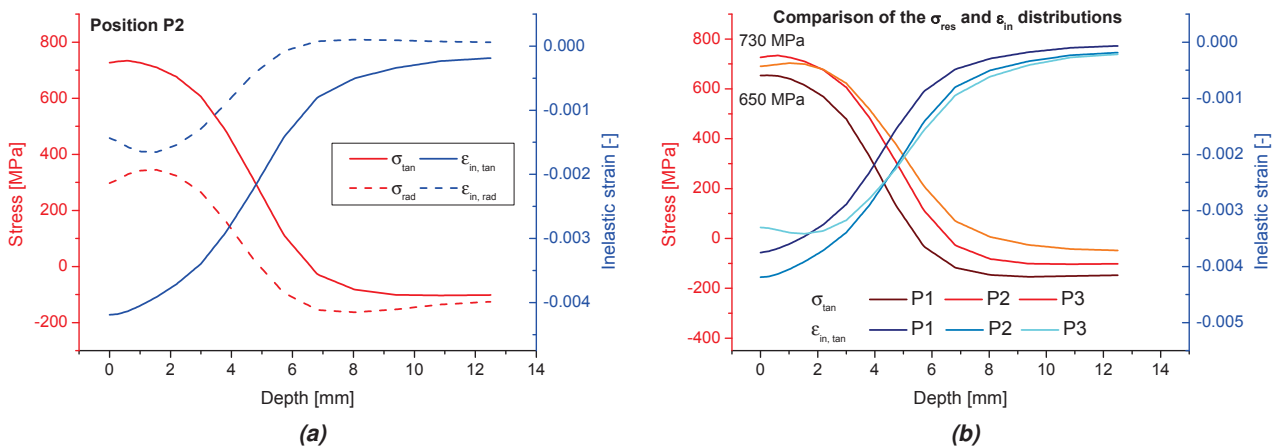 Position P2
800
600
400
200
0
-200
Stress [MPa]
0.000
-0.001
-0.002
-0.003
-0.004
Inelastic strain [-]
σtan εin, tan
σrad εin, rad
0 2 4 6 8 10 12 14
Depth [mm]
(a)
Comparison of the σres and εin distributions
800
600
400
200
0
-200
-400
Stress [MPa]
730 MPa
650 MPa
0.000
-0.001
-0.002
-0.003
-0.004
-0.005
Inelastic strain [-]
σtan P1 P2 P3
εin, tan P1 P2 P3
0 2 4 6 8 10 12 14
Depth [mm]
(b)